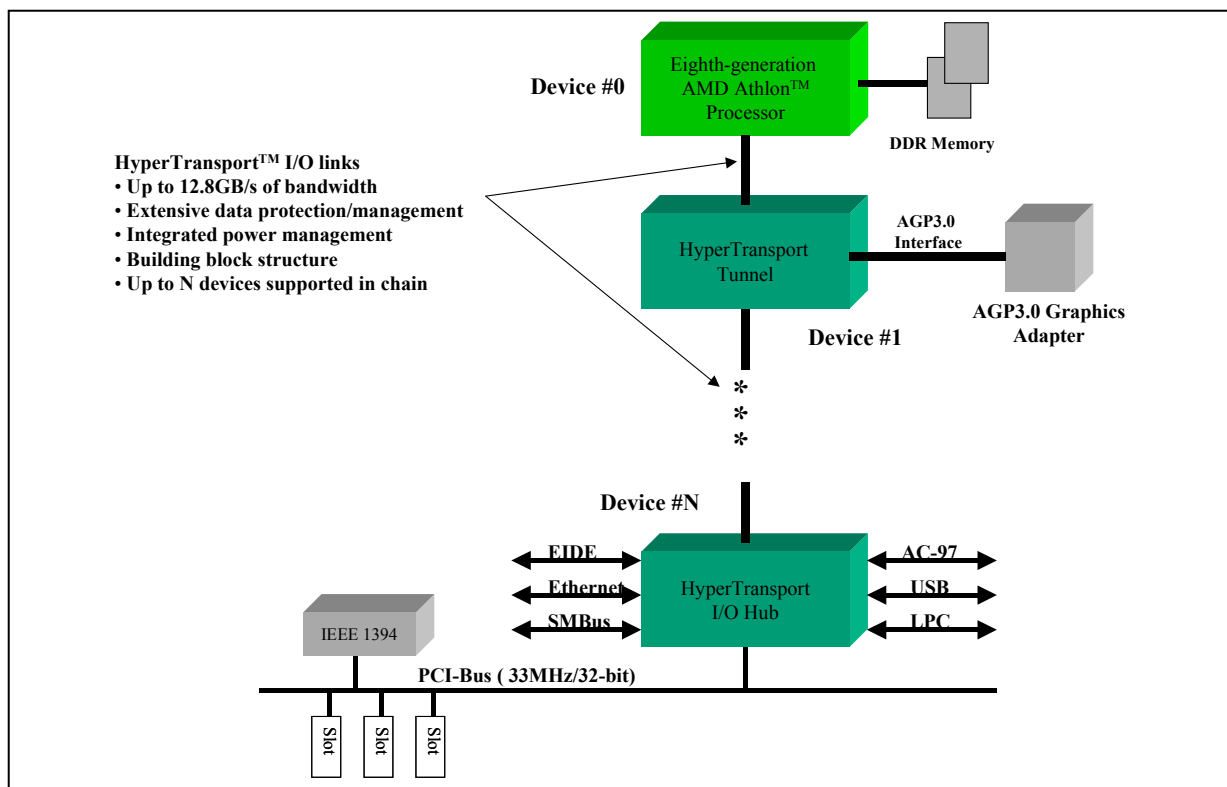 Eighth-generation
AMD Athlon™
Processor
Device #0
DDR Memory
HyperTransport™ I/O links
• Up to 12.8GB/s of bandwidth
• Extensive data protection/management
• Integrated power management
• Building block structure
• Up to N devices supported in chain
HyperTransport
Tunnel
AGP3.0
Interface
AGP3.0 Graphics
Adapter
Device #1
*
*
*
Device #N
EIDE
Ethernet
SMBus
HyperTransport
I/O Hub
AC-97
USB
LPC
IEEE 1394
PCI-Bus ( 33MHz/32-bit)
Slot
Slot
Slot